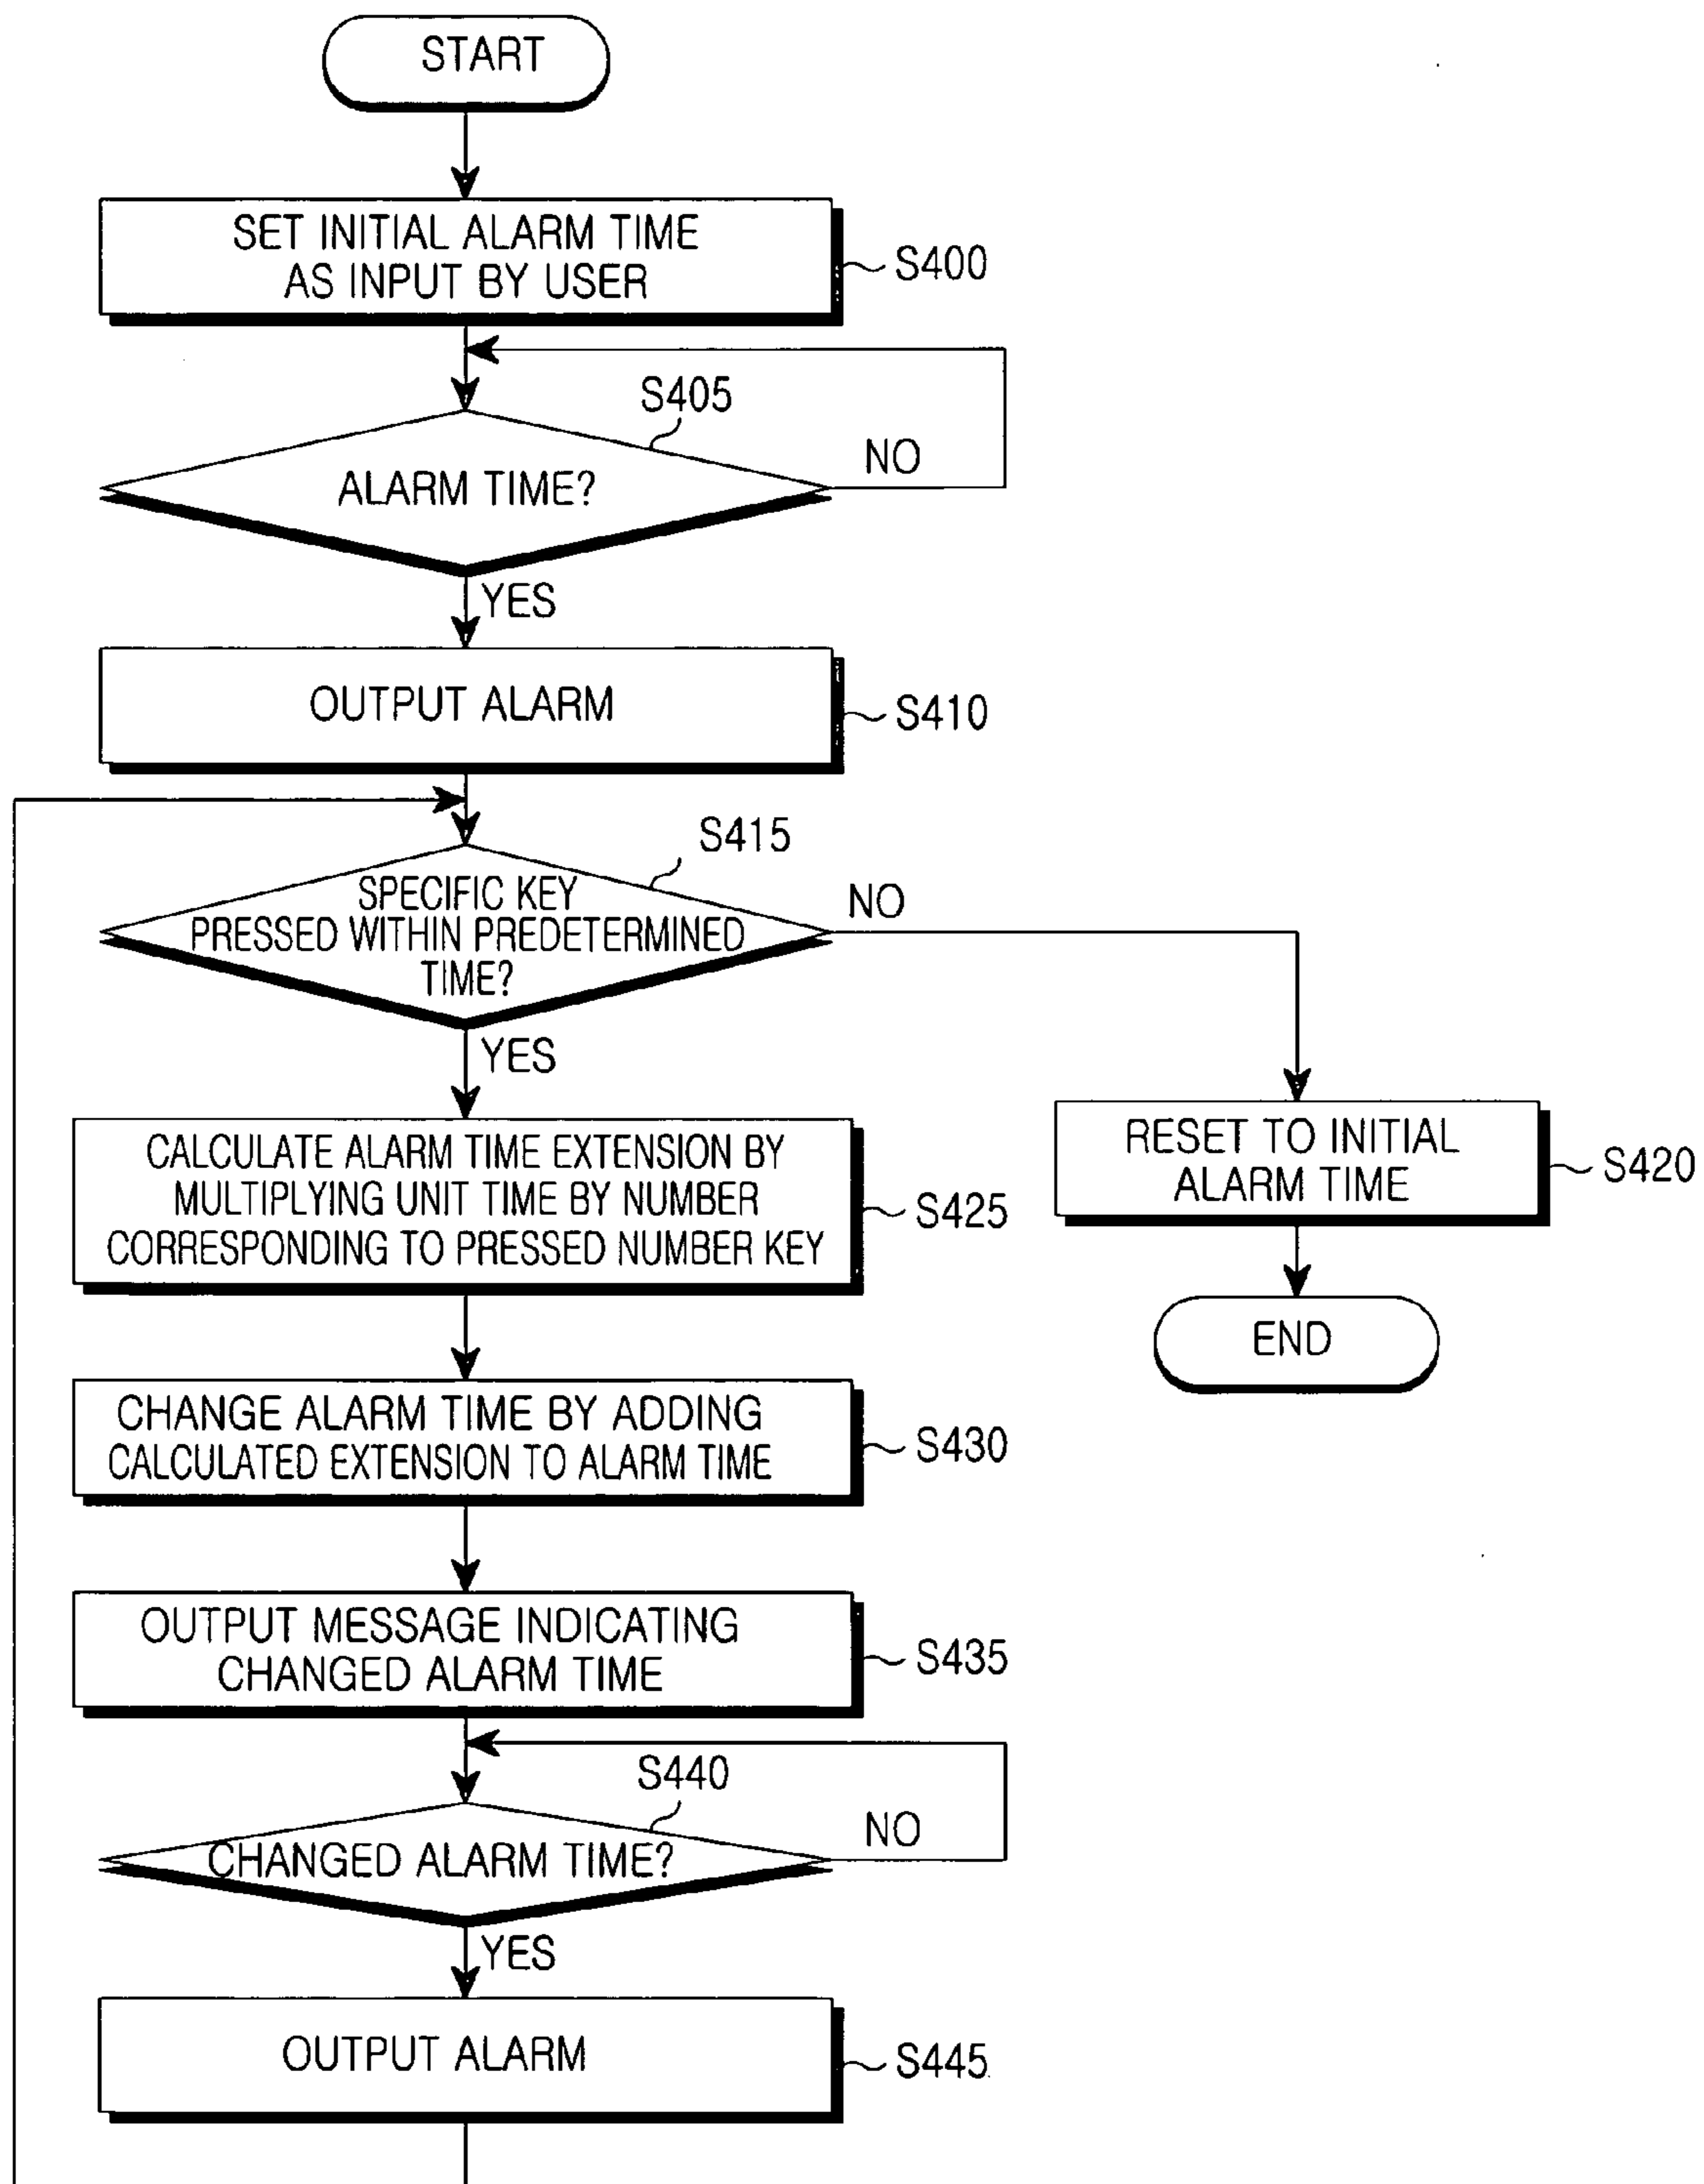 START
SET INITIAL ALARM TIME
AS INPUT BY USER
S400
S405
ALARM TIME?
NO
YES
OUTPUT ALARM
S410
S415
SPECIFIC KEY
PRESSED WITHIN PREDETERMINED
TIME?
NO
YES
CALCULATE ALARM TIME EXTENSION BY
MULTIPLYING UNIT TIME BY NUMBER
CORRESPONDING TO PRESSED NUMBER KEY
S425
RESET TO INITIAL
ALARM TIME
S420
END
CHANGE ALARM TIME BY ADDING
CALCULATED EXTENSION TO ALARM TIME
S430
OUTPUT MESSAGE INDICATING
CHANGED ALARM TIME
S435
S440
CHANGED ALARM TIME?
NO
YES
OUTPUT ALARM
S445